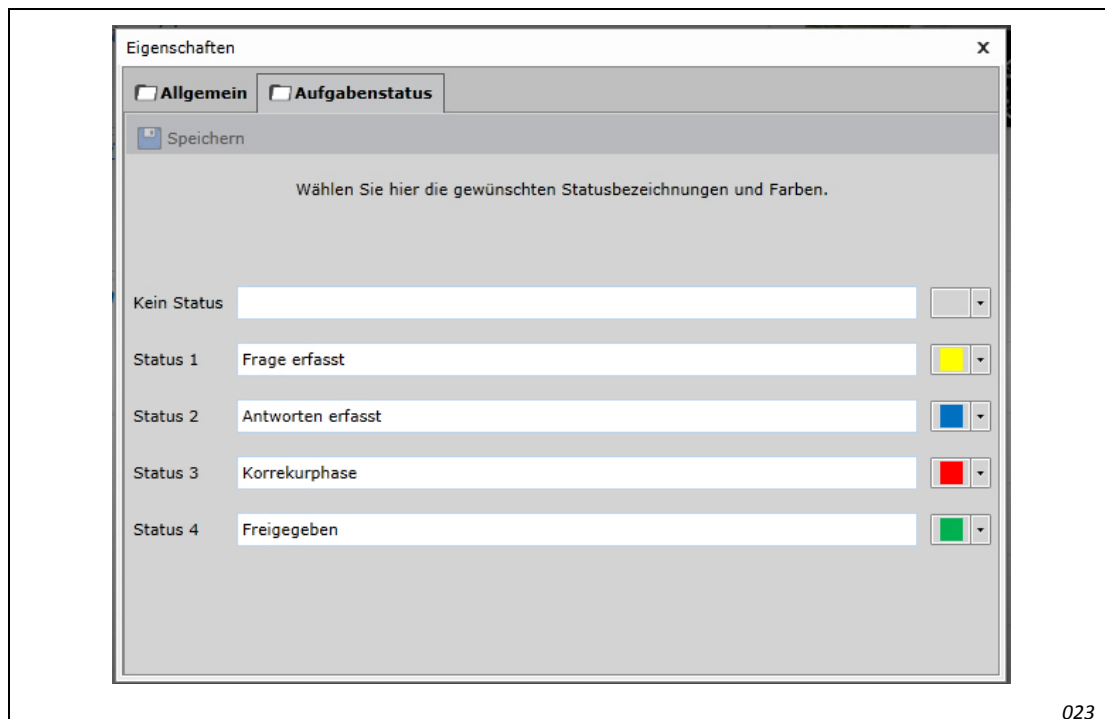 Eigenschaften x
Allgemein Aufgabenstatus
Speichern
Wählen Sie hier die gewünschten Statusbezeichnungen und Farben.
Kein Status
Status 1 Frage erfasst
Status 2 Antworten erfasst
Status 3 Korrekurphase
Status 4 Freigegeben
023